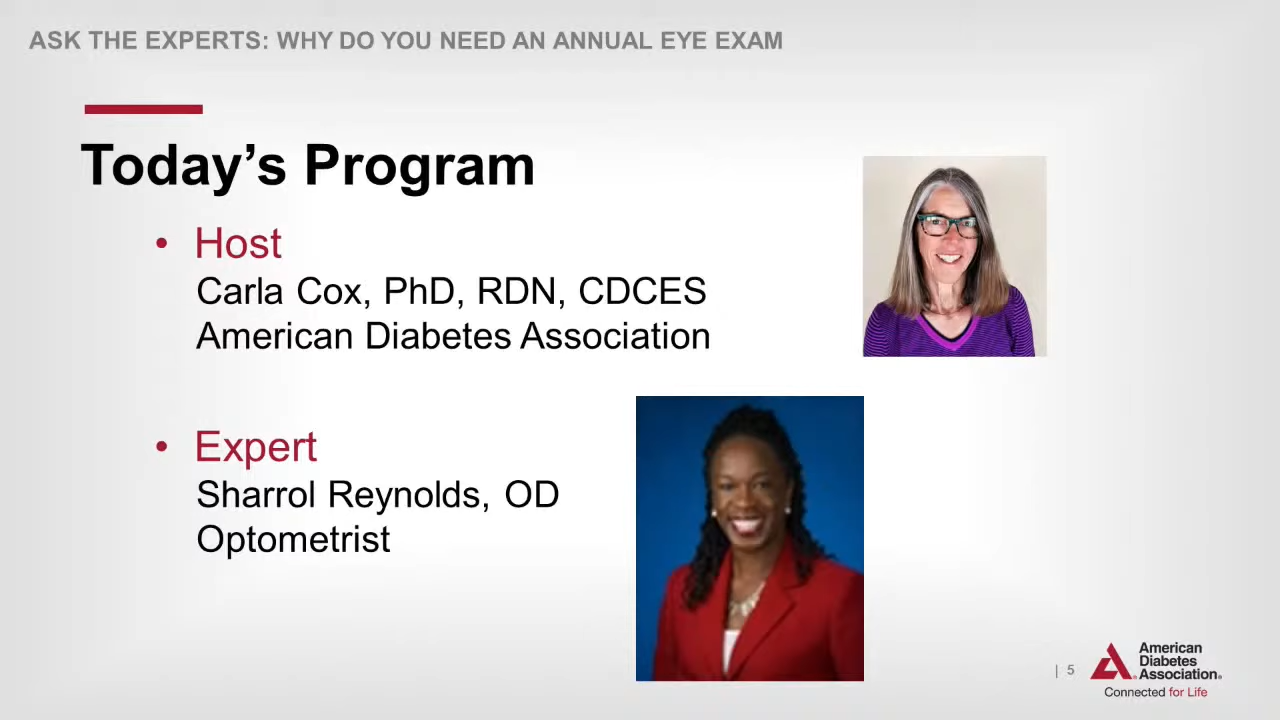 ASK THE EXPERTS: WHY DO YOU NEED AN ANNUAL EYE EXAM
Today’s Program
• Host
Carla Cox, PhD, RDN, CDCES
American Diabetes Association
• Expert
Sharrol Reynolds, OD
Optometrist
| 5
American
Diabetes
Association®
Connected for Life